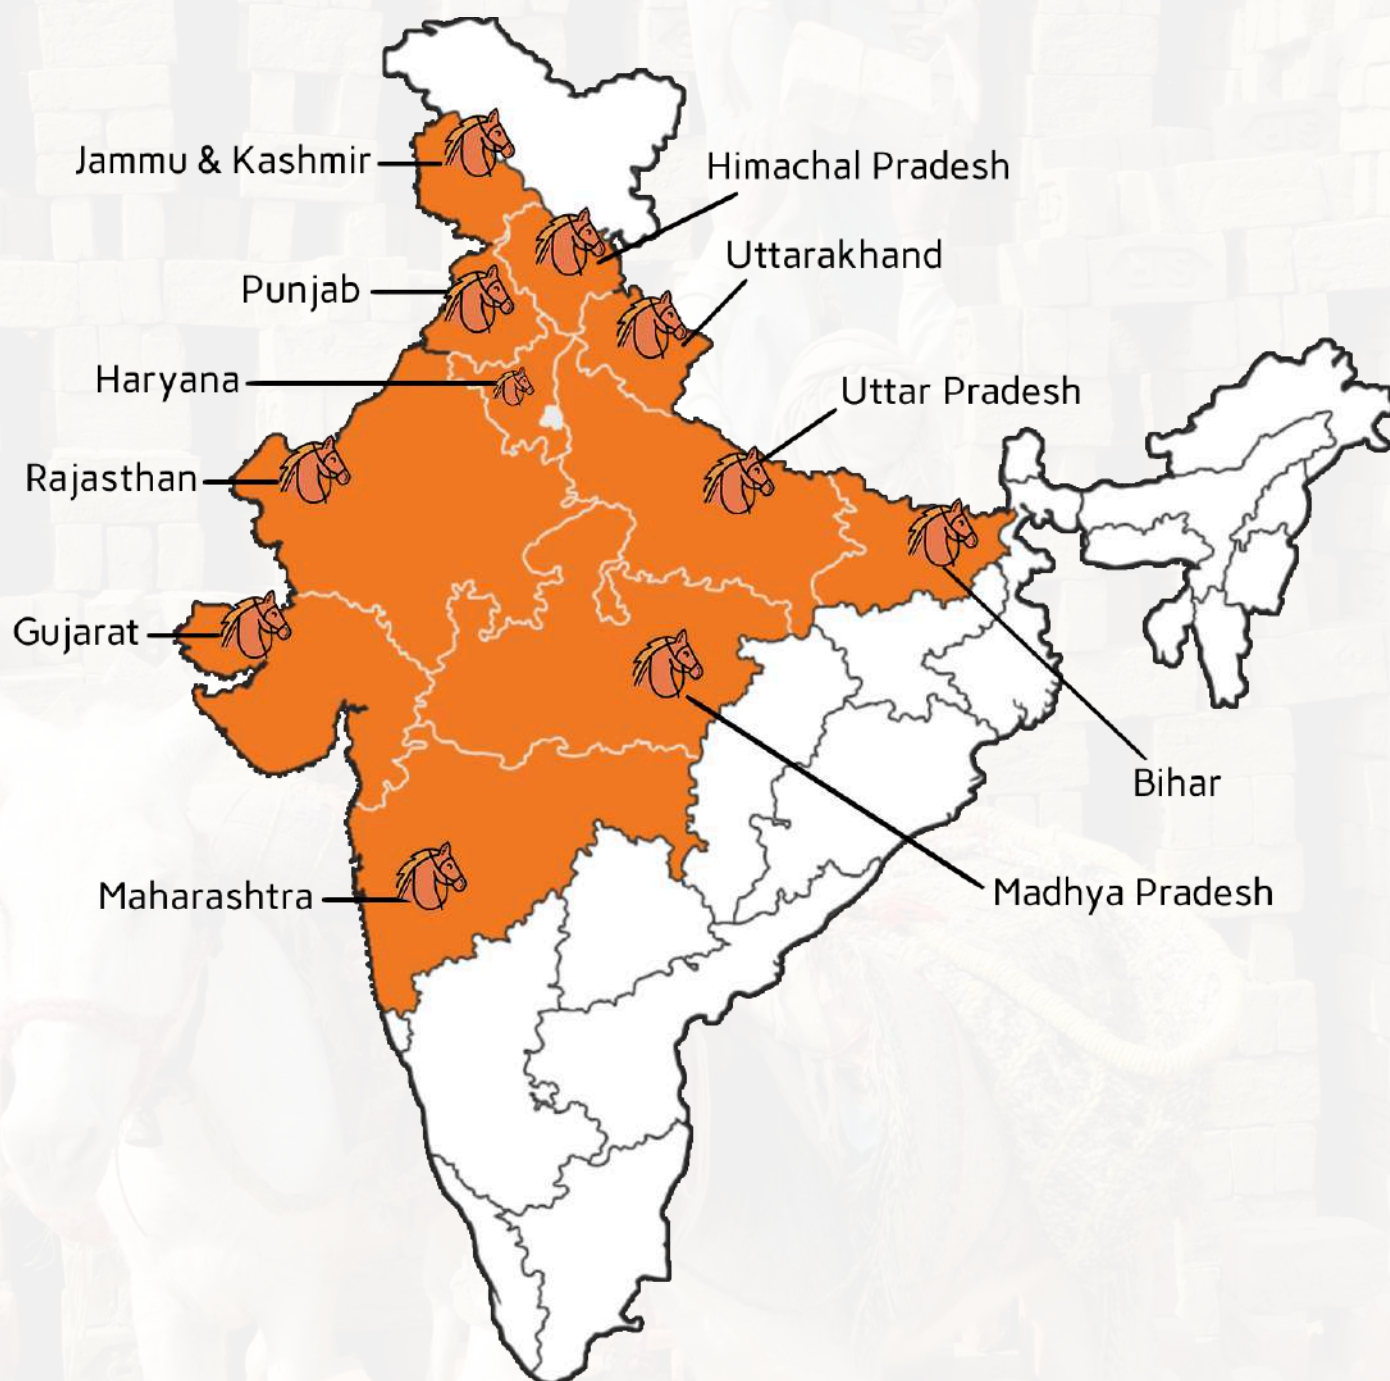 Jammu & Kashmir
Himachal Pradesh
Uttarakhand
Punjab
Haryana
Uttar Pradesh
Rajasthan
Gujarat
Bihar
Maharashtra
Madhya Pradesh